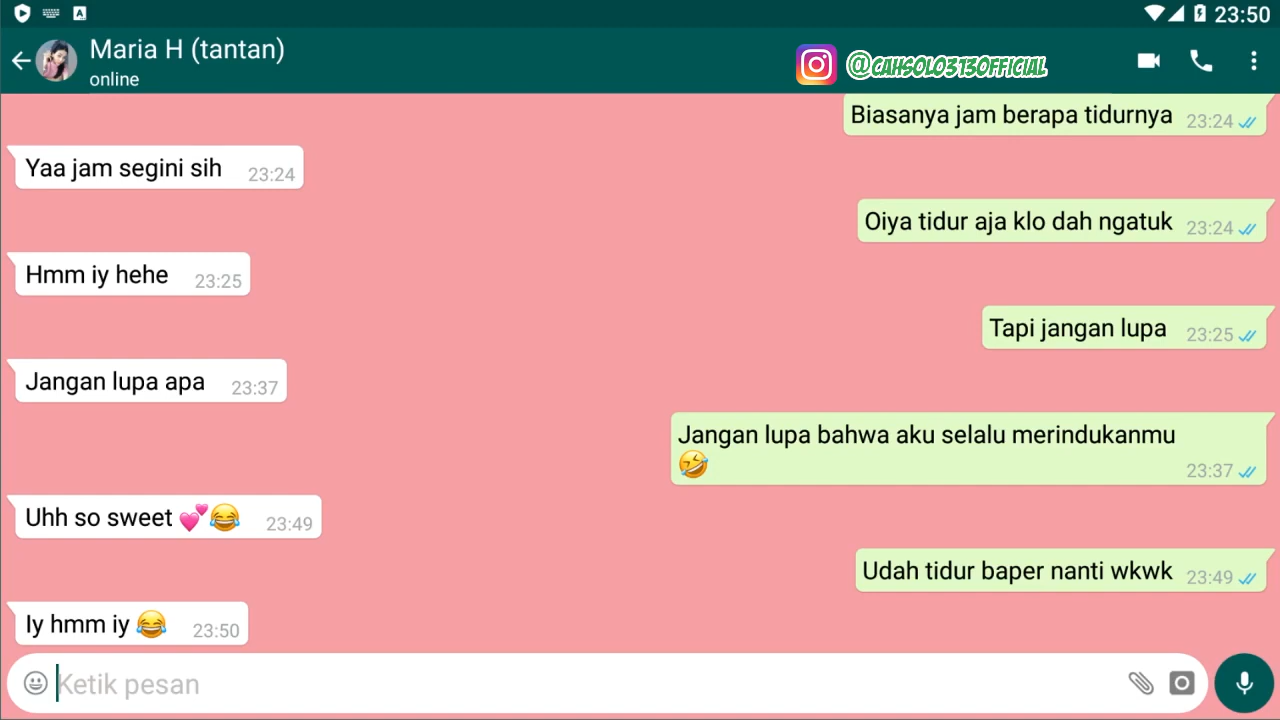 23:50
Maria H (tantan)
online
@CAHSOLO313OFFICIAL
Biasanya jam berapa tidurnya 23:24
Yaa jam segini sih 23:24
Oiya tidur aja klo dah ngatuk 23:24
Hmm iy hehe 23:25
Tapi jangan lupa 23:25
Jangan lupa apa 23:37
Jangan lupa bahwa aku selalu merindukanmu
🤣 23:37
Uhh so sweet 💕😂 23:49
Udah tidur baper nanti wkwk 23:49
Iy hmm iy 😂 23:50
Ketik pesan